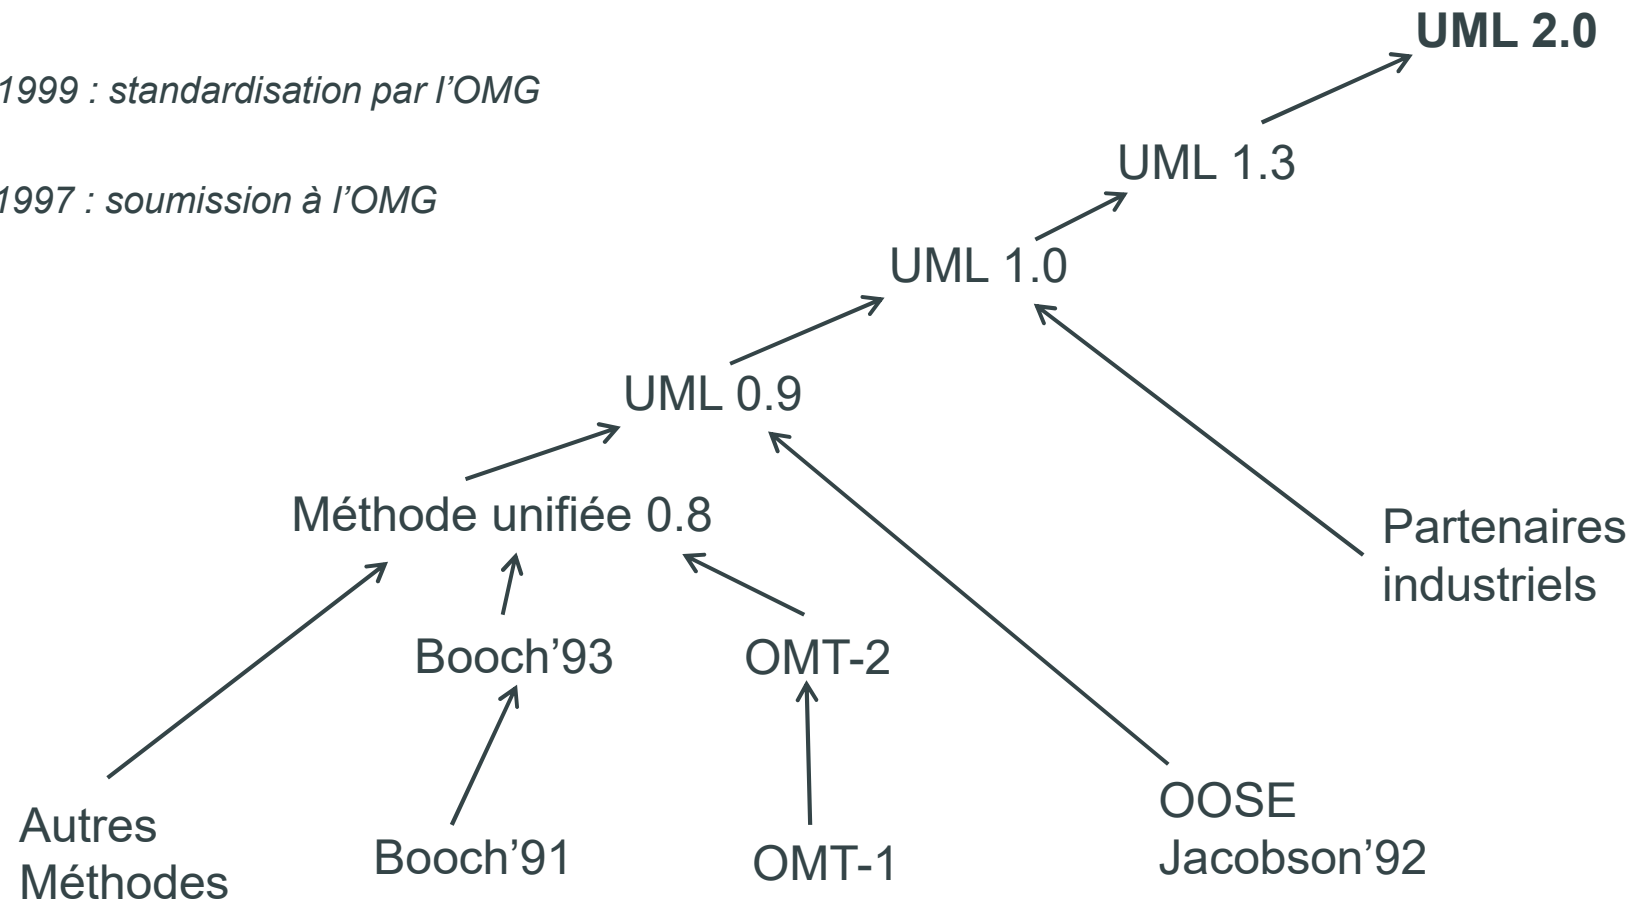 UML 2.0
1999 : standardisation par l’OMG
UML 1.3
1997 : soumission à l’OMG
UML 1.0
UML 0.9
Méthode unifiée 0.8
Partenaires
industriels
Booch’93
OMT-2
OOSE
Jacobson’92
Autres
Méthodes
Booch’91
OMT-1